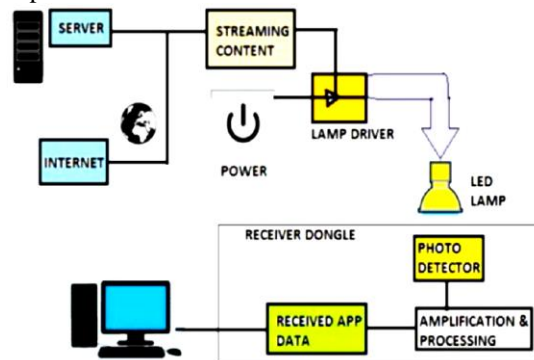 SERVER
STREAMING
CONTENT
LAMP DRIVER
POWER
INTERNET
LED
LAMP
RECEIVER DONGLE
PHOTO
DETECTOR
RECEIVED APP
DATA
AMPLIFICATION &
PROCESSING